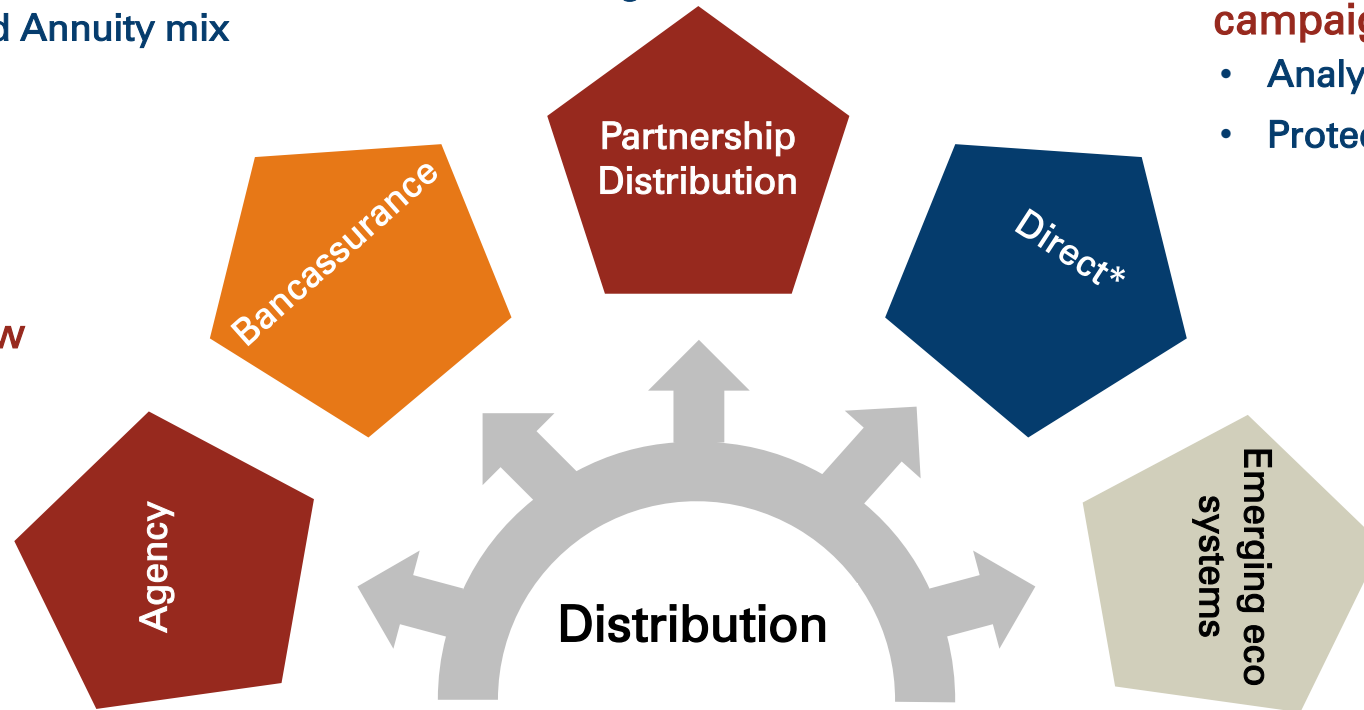 Annuity mix
campaig
• Analy
• Protec
Partnership
Distribution
Bancassurance
Direct*
w
Agency
Emerging eco
systems
Distribution